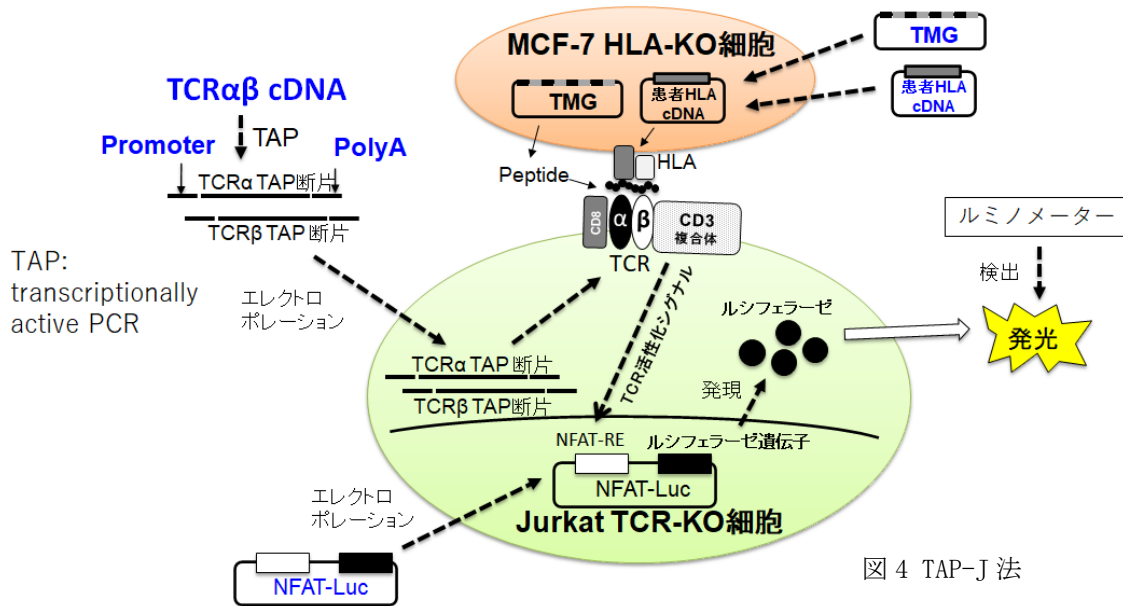 MCF-7 HLA-KO細胞
TMG
患者HLA
cDNA
TMG
患者HLA
cDNA
TCRαβ cDNA
TAP
Promoter
PolyA
TCRα TAP断片
TCRβ TAP断片
TAP:
transcriptionally
active PCR
Peptide
HLA
CD8
α
β
CD3
複合体
TCR
エレクトロ
ポレーション
TCRα TAP断片
TCRβ TAP断片
TCR活性化シグナル
ルシフェラーゼ
発現
ルミノメーター
検出
発光
NFAT-RE
ルシフェラーゼ遺伝子
NFAT-Luc
Jurkat TCR-KO細胞
エレクトロ
ポレーション
NFAT-Luc
図4 TAP-J法